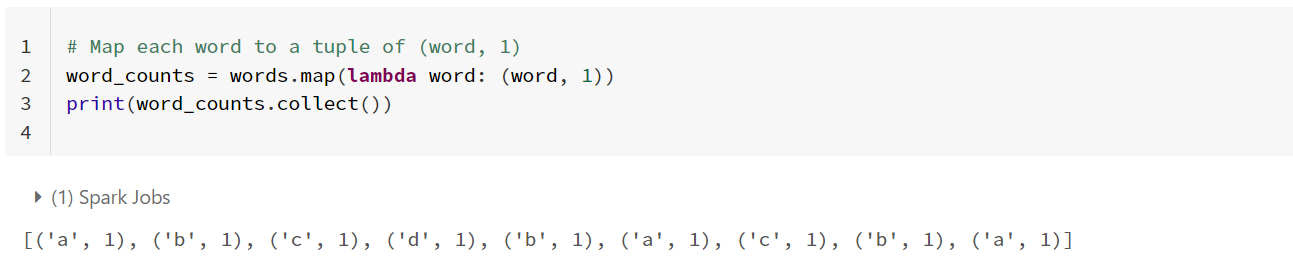 1 # Map each word to a tuple of (word, 1)
2 word_counts = words.map(lambda word: (word, 1))
3 print(word_counts.collect())
4
(1) Spark Jobs
[('a', 1), ('b', 1), ('c', 1), ('d', 1), ('b', 1), ('a', 1), ('c', 1), ('b', 1), ('a', 1)]